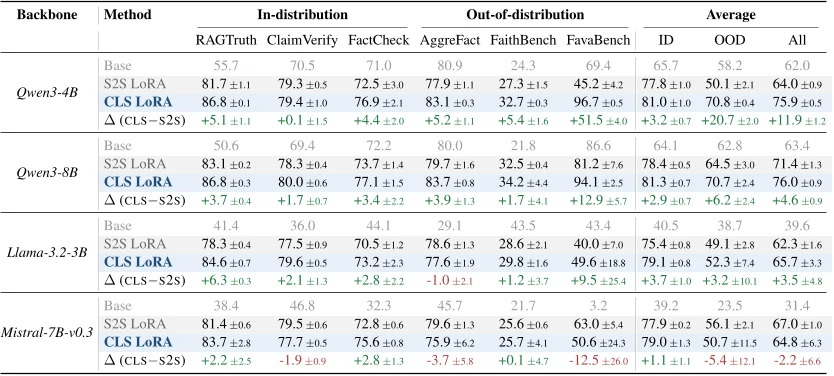 Backbone Method In-distribution Out-of-distribution Average
RAGTruth ClaimVerify FactCheck AggreFact FaithBench FavaBench ID OOD All
Base 55.7 70.5 71.0 80.9 24.3 69.4 65.7 58.2 62.0
S2S LoRA 81.7 ±1.1 79.3 ±0.5 72.5 ±3.0 77.9 ±1.1 27.3 ±1.5 45.2 ±4.2 77.8 ±1.0 50.1 ±2.1 64.0 ±0.9
Qwen3-4B
CLS LoRA 86.8 ±0.1 79.4 ±1.0 76.9 ±2.1 83.1 ±0.3 32.7 ±0.3 96.7 ±0.5 81.0 ±1.0 70.8 ±0.4 75.9 ±0.5
Δ (CLS−S2S) +5.1 ±1.1 +0.1 ±1.5 +4.4 ±2.0 +5.2 ±1.1 +5.4 ±1.6 +51.5 ±4.0 +3.2 ±0.7 +20.7 ±2.0 +11.9 ±1.2
Base 50.6 69.4 72.2 80.0 21.8 86.6 64.1 62.8 63.4
S2S LoRA 83.1 ±0.2 78.3 ±0.4 73.7 ±1.4 79.7 ±1.6 32.5 ±0.4 81.2 ±7.6 78.4 ±0.5 64.5 ±3.0 71.4 ±1.3
Qwen3-8B
CLS LoRA 86.8 ±0.3 80.0 ±0.6 77.1 ±1.5 83.7 ±0.8 34.2 ±4.4 94.1 ±2.5 81.3 ±0.7 70.7 ±2.4 76.0 ±0.9
Δ (CLS−S2S) +3.7 ±0.4 +1.7 ±0.7 +3.4 ±2.2 +3.9 ±1.3 +1.7 ±4.1 +12.9 ±5.7 +2.9 ±0.7 +6.2 ±2.4 +4.6 ±0.9
Base 41.4 36.0 44.1 29.1 43.5 43.4 40.5 38.7 39.6
S2S LoRA 78.3 ±0.4 77.5 ±0.9 70.5 ±1.2 78.6 ±1.3 28.6 ±2.1 40.0 ±7.0 75.4 ±0.8 49.1 ±2.8 62.3 ±1.6
Llama-3.2-3B
CLS LoRA 84.6 ±0.7 79.6 ±0.5 73.2 ±2.3 77.6 ±1.9 29.8 ±1.6 49.6 ±18.8 79.1 ±0.8 52.3 ±7.4 65.7 ±3.3
Δ (CLS−S2S) +6.3 ±0.3 +2.1 ±1.3 +2.8 ±2.2 -1.0 ±2.1 +1.2 ±3.7 +9.5 ±25.4 +3.7 ±1.0 +3.2 ±10.1 +3.5 ±4.8
Base 38.4 46.8 32.3 45.7 21.7 3.2 39.2 23.5 31.4
S2S LoRA 81.4 ±0.6 79.5 ±0.6 72.8 ±0.6 79.6 ±1.3 25.6 ±0.6 63.0 ±5.4 77.9 ±0.2 56.1 ±2.1 67.0 ±1.0
Mistral-7B-v0.3
CLS LoRA 83.7 ±2.8 77.7 ±0.5 75.6 ±0.8 75.9 ±6.2 25.7 ±4.1 50.6 ±24.3 79.0 ±1.3 50.7 ±11.5 64.8 ±6.3
Δ (CLS−S2S) +2.2 ±2.5 -1.9 ±0.9 +2.8 ±1.3 -3.7 ±5.8 +0.1 ±4.7 -12.5 ±26.0 +1.1 ±1.1 -5.4 ±12.1 -2.2 ±6.6